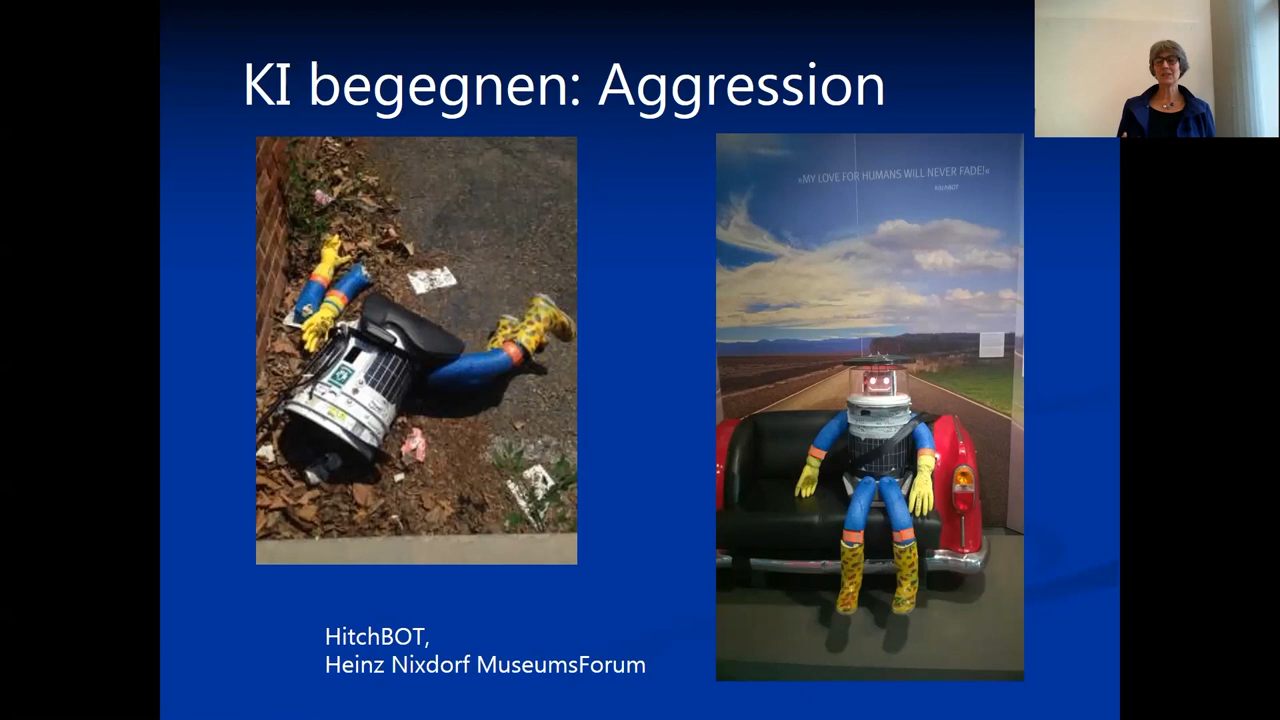 KI begegnen: Aggression
»MY LOVE FOR HUMANS WILL NEVER FADE!«
HitchBOT,
Heinz Nixdorf MuseumsForum